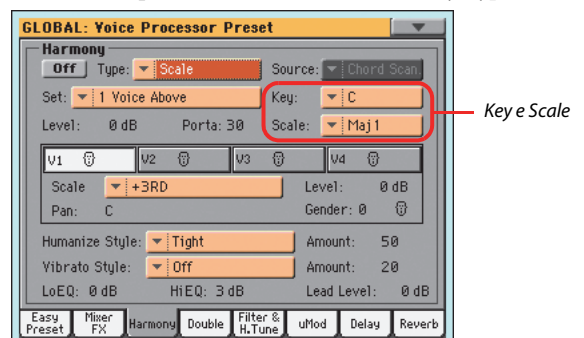 GLOBAL: Voice Processor Preset
Harmony
Off Type: Scale Source: Chord Scan.
Set: 1 Voice Above Key: C
Level: 0 dB Porta: 30 Scale: Maj1
Key e Scale
V1 V2 V3 V4
Scale +3RD Level: 0 dB
Pan: C Gender: 0
Humanize Style: Tight Amount: 50
Vibrato Style: Off Amount: 20
LoEQ: 0 dB HiEQ: 3 dB Lead Level: 0 dB
Easy Preset Mixer FX Harmony Double Filter & H.Tune uMod Delay Reverb